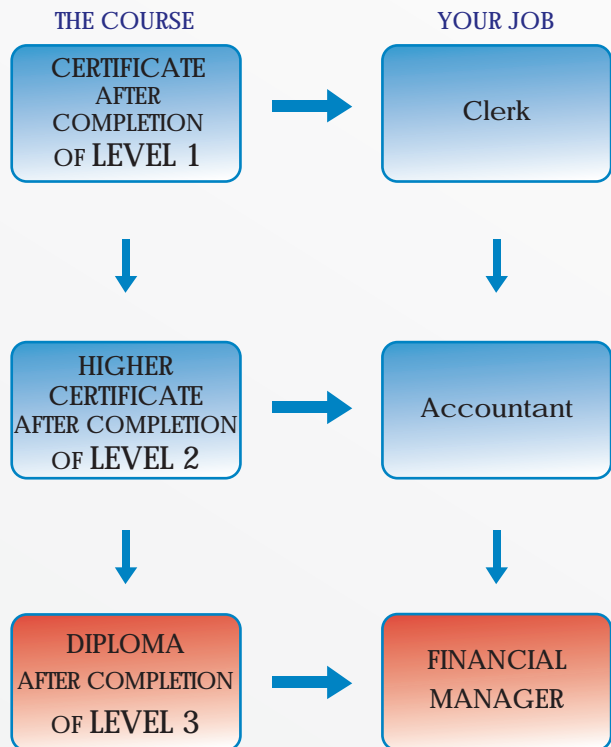 THE COURSE
YOUR JOB
CERTIFICATE
AFTER
COMPLETION
OF LEVEL 1
Clerk
HIGHER
CERTIFICATE
AFTER COMPLETION
OF LEVEL 2
Accountant
DIPLOMA
AFTER COMPLETION
OF LEVEL 3
FINANCIAL
MANAGER